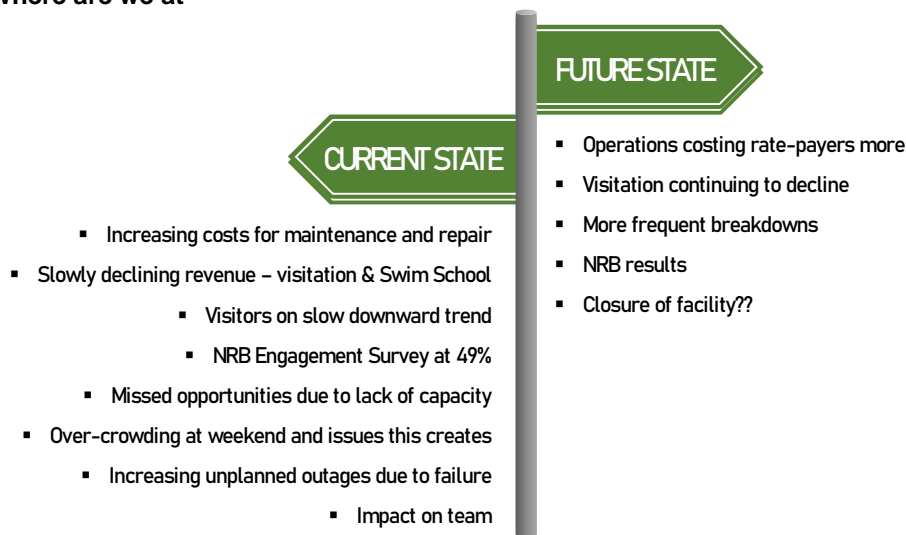 where are we at
CURRENT STATE
▪ Increasing costs for maintenance and repair
▪ Slowly declining revenue – visitation & Swim School
▪ Visitors on slow downward trend
▪ NRB Engagement Survey at 49%
▪ Missed opportunities due to lack of capacity
▪ Over-crowding at weekend and issues this creates
▪ Increasing unplanned outages due to failure
▪ Impact on team
FUTURE STATE
▪ Operations costing rate-payers more
▪ Visitation continuing to decline
▪ More frequent breakdowns
▪ NRB results
▪ Closure of facility??